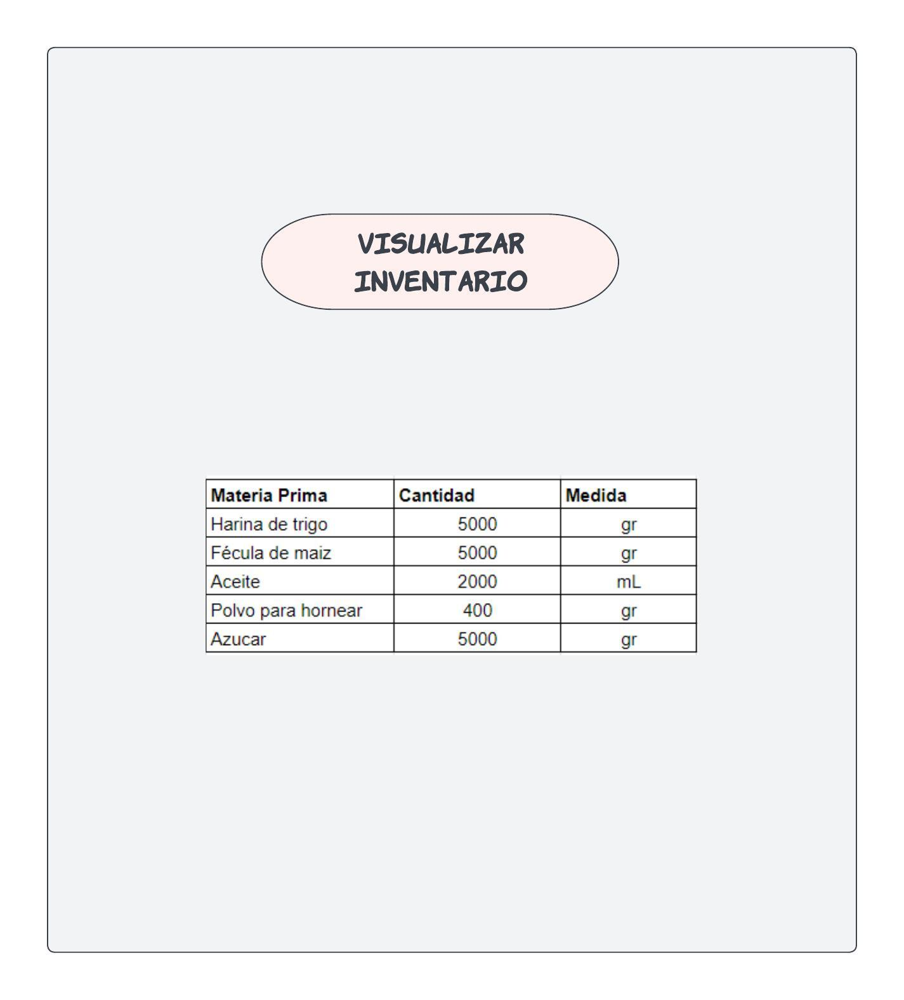 VISUALIZAR
INVENTARIO
Materia Prima Cantidad Medida
Harina de trigo 5000 gr
Fécula de maiz 5000 gr
Aceite 2000 mL
Polvo para hornear 400 gr
Azucar 5000 gr